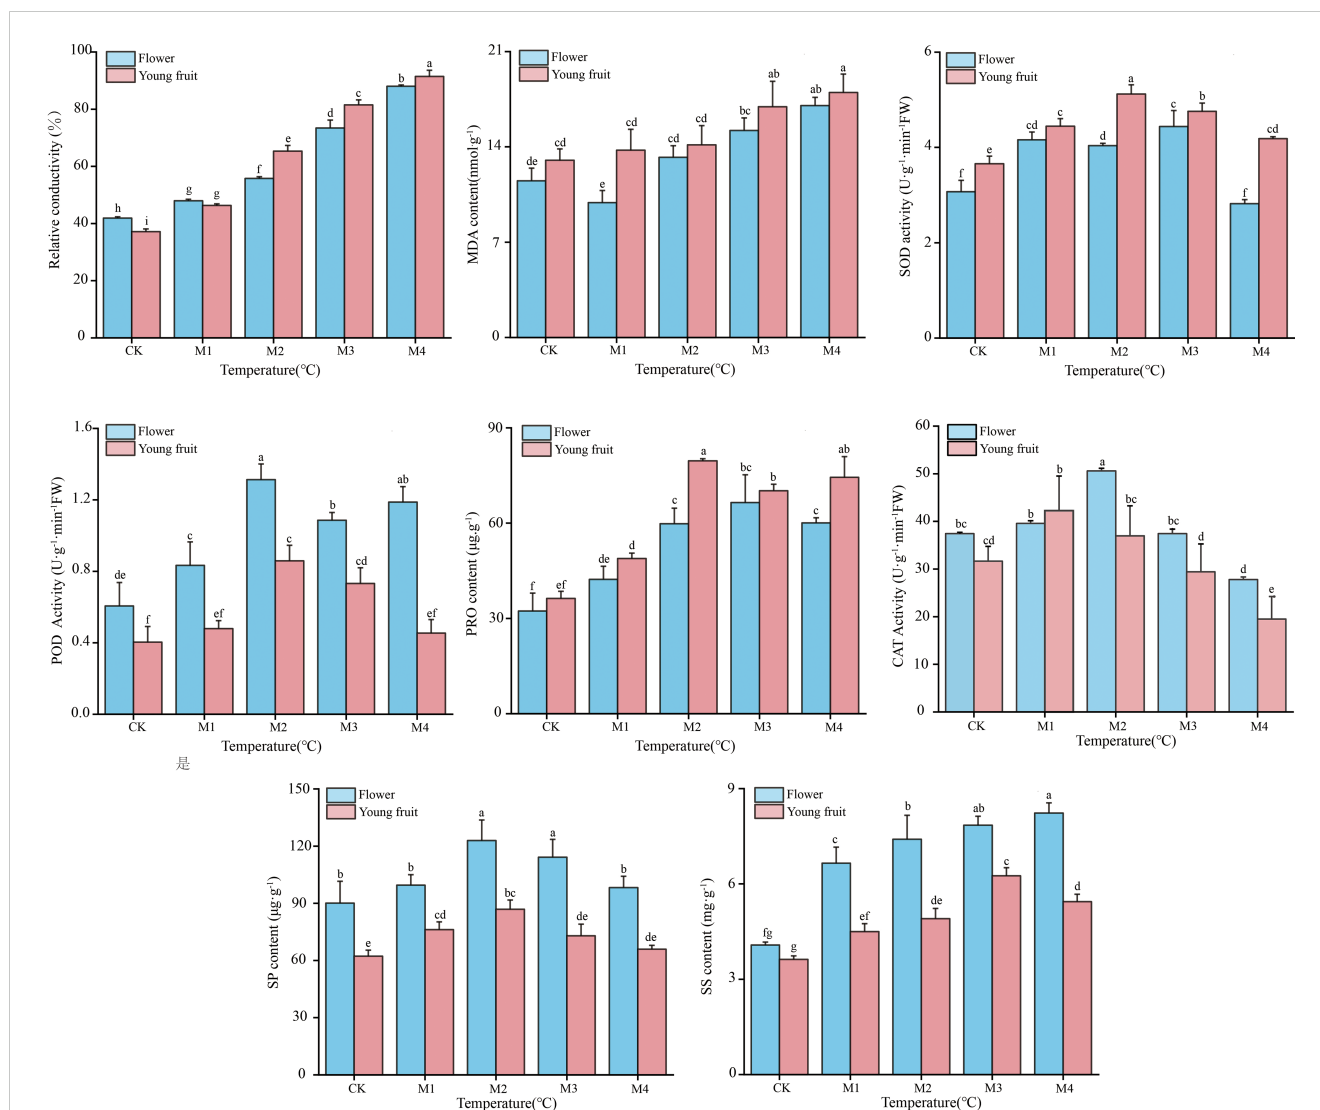 100
80
60
40
20
0
Relative conductivity (%)
Flower
Young fruit
h
i
g
g
f
e
d
c
b
a
CK
M1
M2
M3
M4
Temperature(℃)
21
14
7
0
MDA content(nmol·g-1)
Flower
Young fruit
de
cd
e
cd
cd
cd
bc
ab
ab
a
CK
M1
M2
M3
M4
Temperature(℃)
6
4
2
0
SOD activity (U·g-1·min-1FW)
Flower
Young fruit
f
e
cd
c
d
a
c
b
f
cd
CK
M1
M2
M3
M4
Temperature(℃)
1.6
1.2
0.8
0.4
0.0
POD Activity (U·g-1·min-1FW)
Flower
Young fruit
de
f
c
ef
a
c
b
cd
ab
ef
CK
M1
M2
M3
M4
Temperature(℃)
是
90
60
30
0
PRO content (μg.g-1)
Flower
Young fruit
f
ef
de
d
c
a
bc
b
c
ab
CK
M1
M2
M3
M4
Temperature(℃)
60
50
40
30
20
10
0
CAT Activity (U·g-1·min-1FW)
Flower
Young fruit
bc
cd
b
b
a
bc
bc
d
d
e
CK
M1
M2
M3
M4
Temperature(℃)
150
120
90
60
30
0
SP content (μg·g-1)
Flower
Young fruit
b
e
b
cd
a
bc
a
de
b
de
CK
M1
M2
M3
M4
Temperature(℃)
9
6
3
0
SS content (mg·g-1)
Flower
Young fruit
fg
g
c
ef
b
de
ab
c
a
d
CK
M1
M2
M3
M4
Temperature(℃)